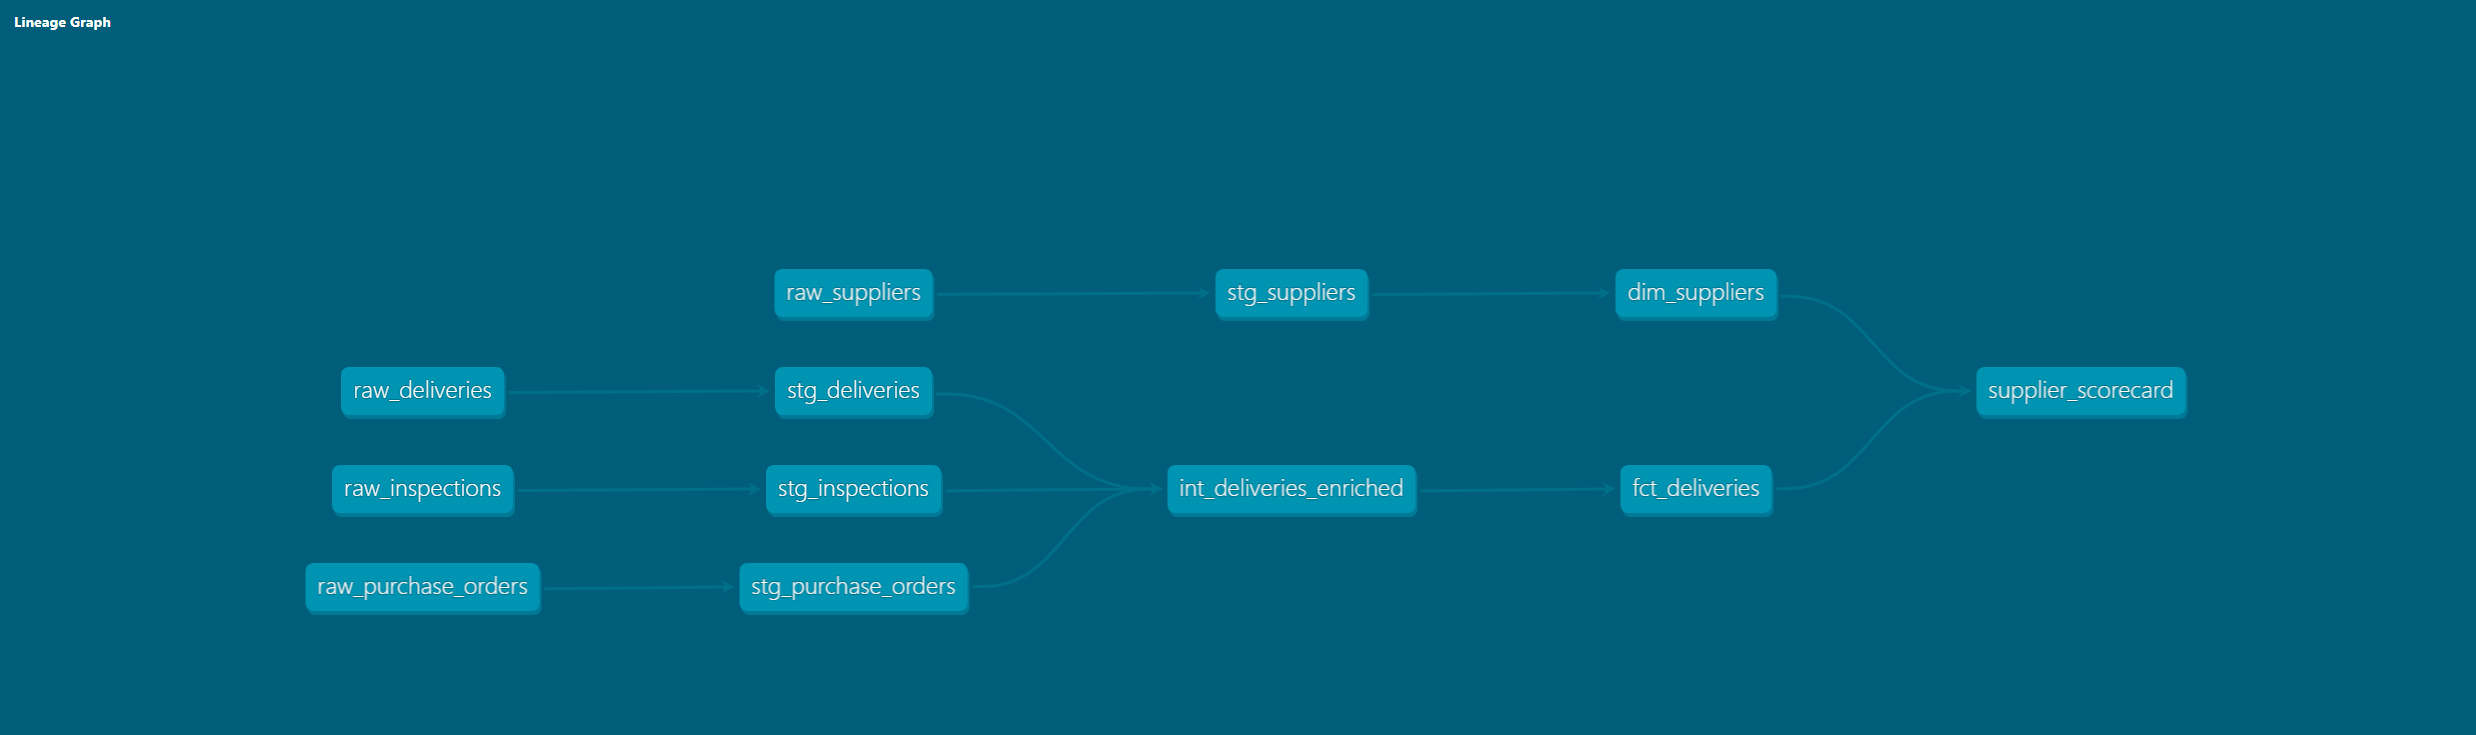 Lineage Graph
raw_suppliers
stg_suppliers
dim_suppliers
raw_deliveries
stg_deliveries
supplier_scorecard
raw_inspections
stg_inspections
int_deliveries_enriched
fct_deliveries
raw_purchase_orders
stg_purchase_orders